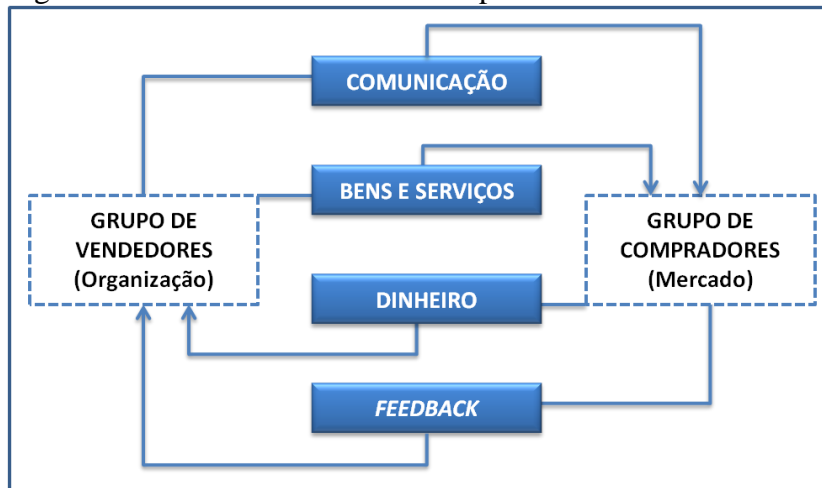 COMUNICAÇÃO
BENS E SERVIÇOS
GRUPO DE
VENDEDORES
(Organização)
GRUPO DE
COMPRADORES
(Mercado)
DINHEIRO
FEEDBACK